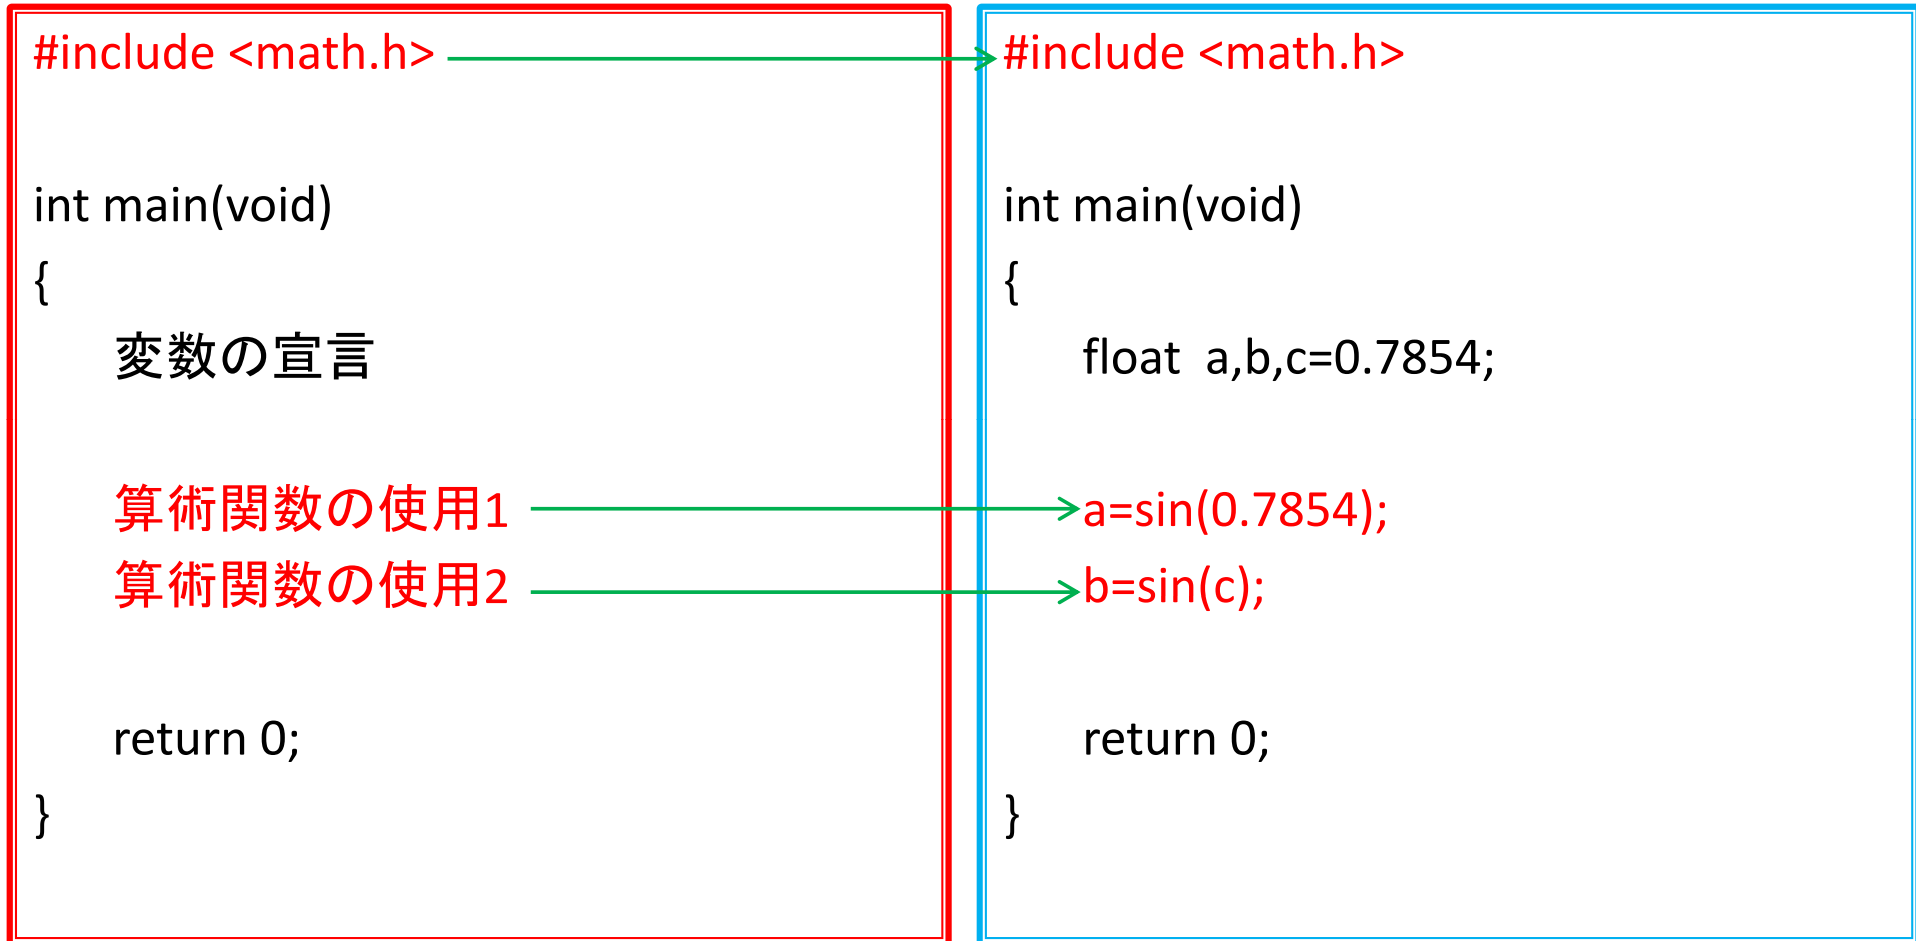 #include <math.h>
int main(void)
{
変数の宣言
算術関数の使用1
算術関数の使用2
return 0;
}
#include <math.h>
int main(void)
{
float  a,b,c=0.7854;
a=sin(0.7854);
b=sin(c);
return 0;
}